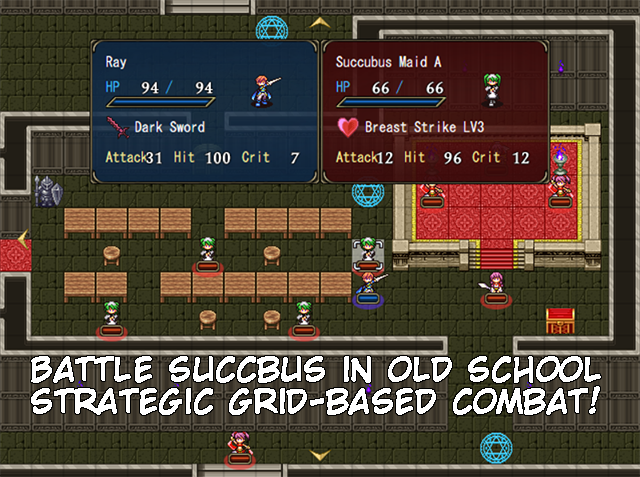 Ray Succubus Maid A
HP 94 / 94 HP 66 / 66
Dark Sword Breast Strike LV3
Attack31 Hit 100 Crit 7 Attack12 Hit 96 Crit 12
BATTLE SUCCBUS IN OLD SCHOOL
STRATEGIC GRID-BASED COMBAT!